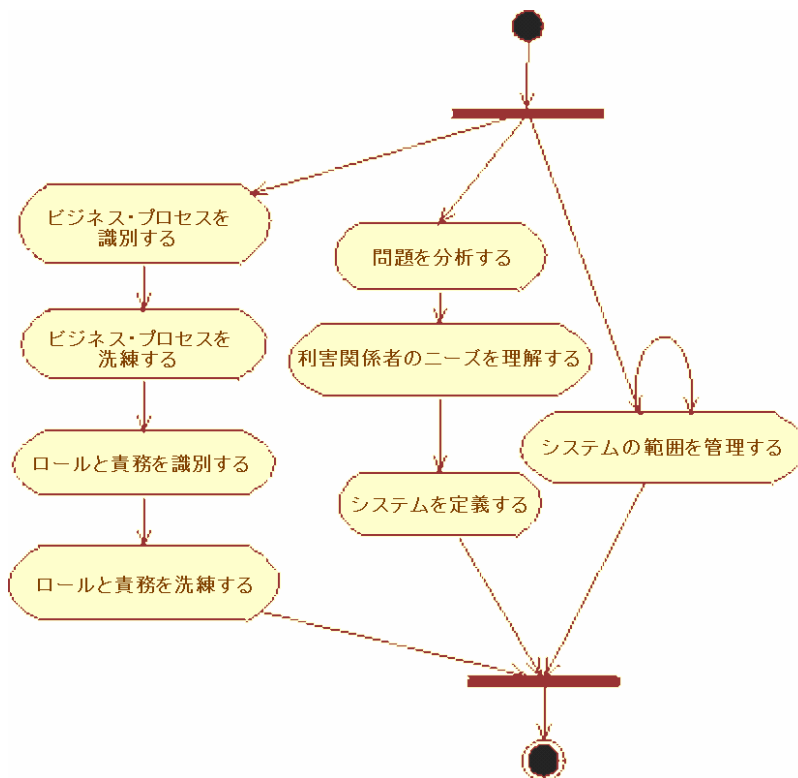 ビジネス・プロセスを
識別する
問題を分析する
ビジネス・プロセスを
洗練する
利害関係者のニーズを理解する
システムの範囲を管理する
ロールと責務を識別する
システムを定義する
ロールと責務を洗練する